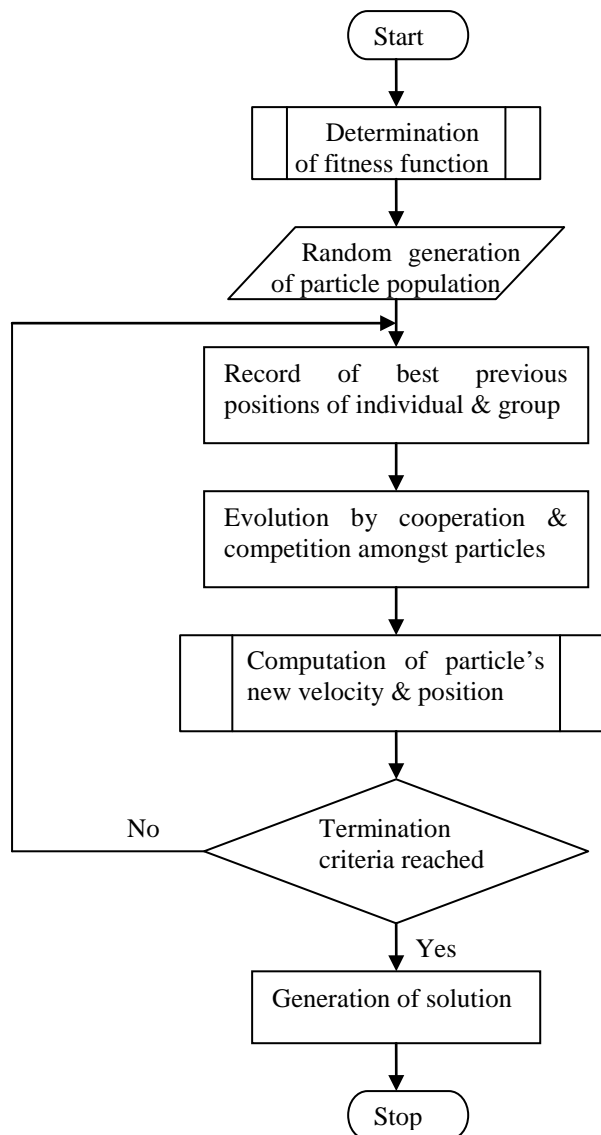 Start
Determination
of fitness function
Random generation
of particle population
Record of best previous
positions of individual & group
Evolution by cooperation &
competition amongst particles
Computation of particle’s
new velocity & position
No
Termination
criteria reached
Yes
Generation of solution
Stop